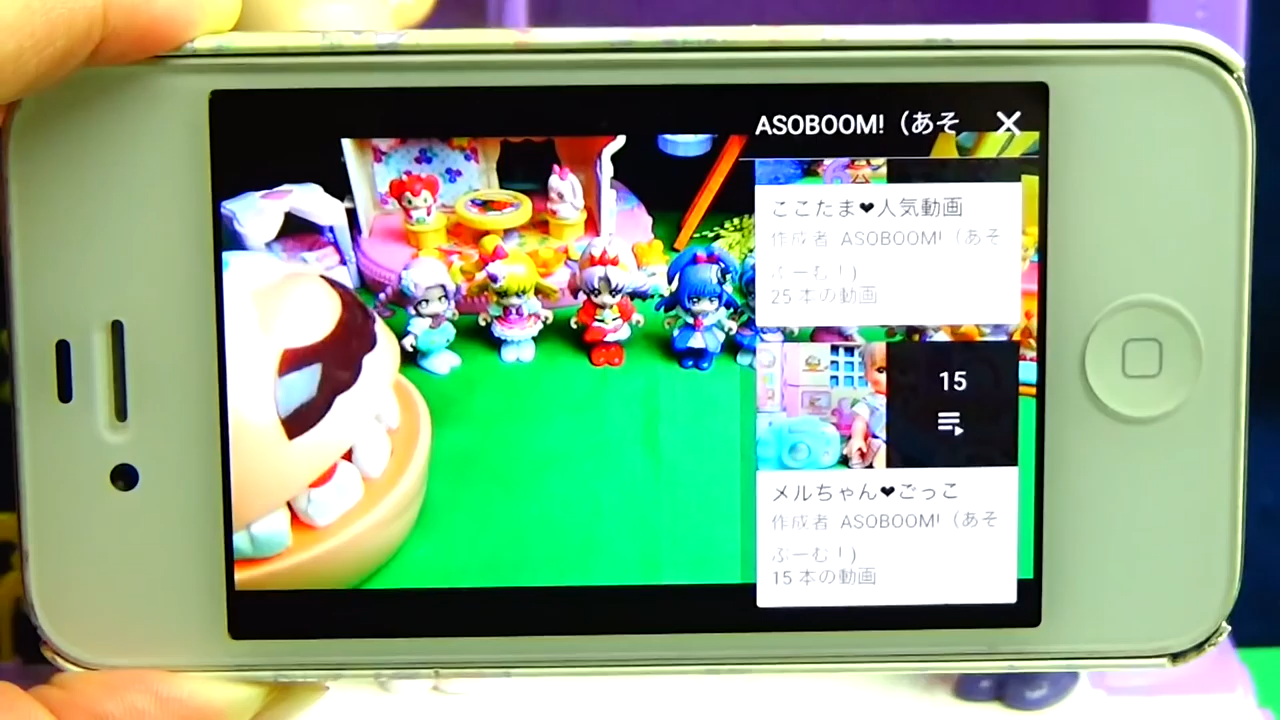 ASOBOOM!（あそ
ここたま❤人気動画
作成者 ASOBOOM!（あそ
ぶーむ！)
25 本の動画
15
メルちゃん❤ごっこ
作成者 ASOBOOM!（あそ
ぶーむ！)
15 本の動画